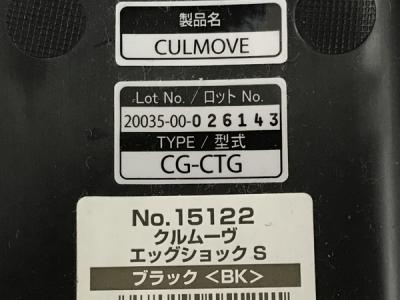 製品名
CULMOVE
Lot No. / ロット No.
20035-00-026143
TYPE / 型式
CG-CTG
No.15122
クルムーヴ
エッグショック S
ブラック <BK>